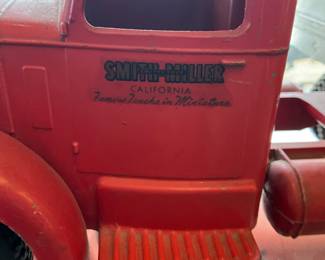 SMITH-MILLER
CALIFORNIA
Famous Trucks in Miniature